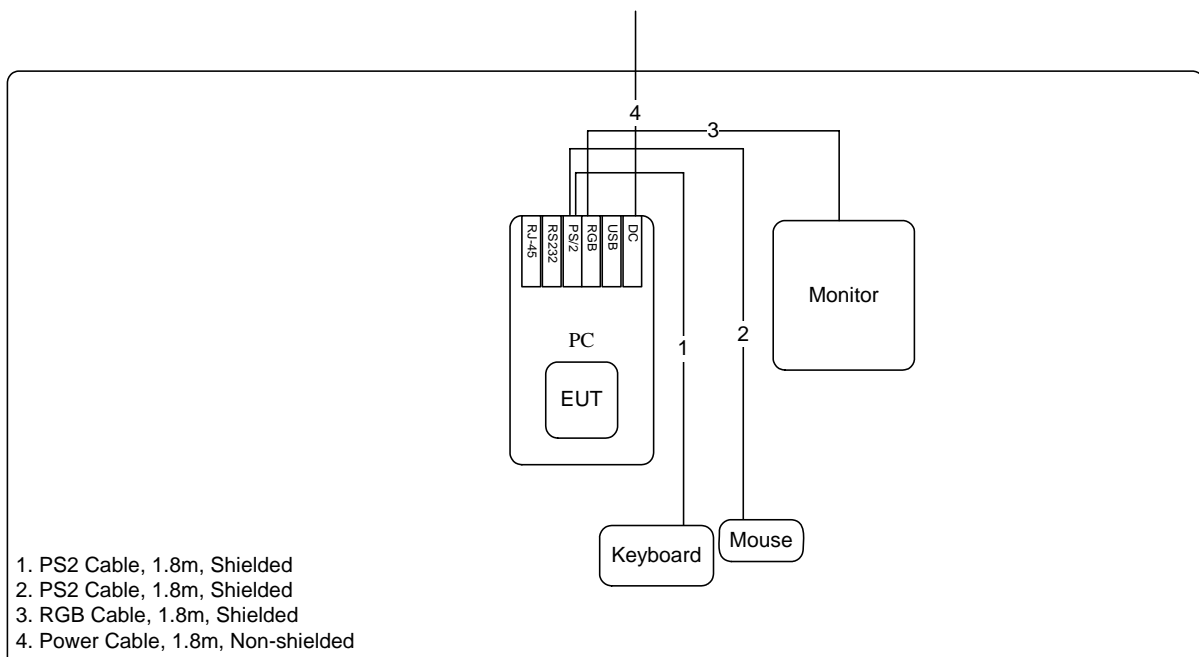 4
3
RJ-45
RS232
PS/2
RGB
USB
DC
Monitor
PC
2
1
EUT
Keyboard
Mouse
1. PS2 Cable, 1.8m, Shielded
2. PS2 Cable, 1.8m, Shielded
3. RGB Cable, 1.8m, Shielded
4. Power Cable, 1.8m, Non-shielded